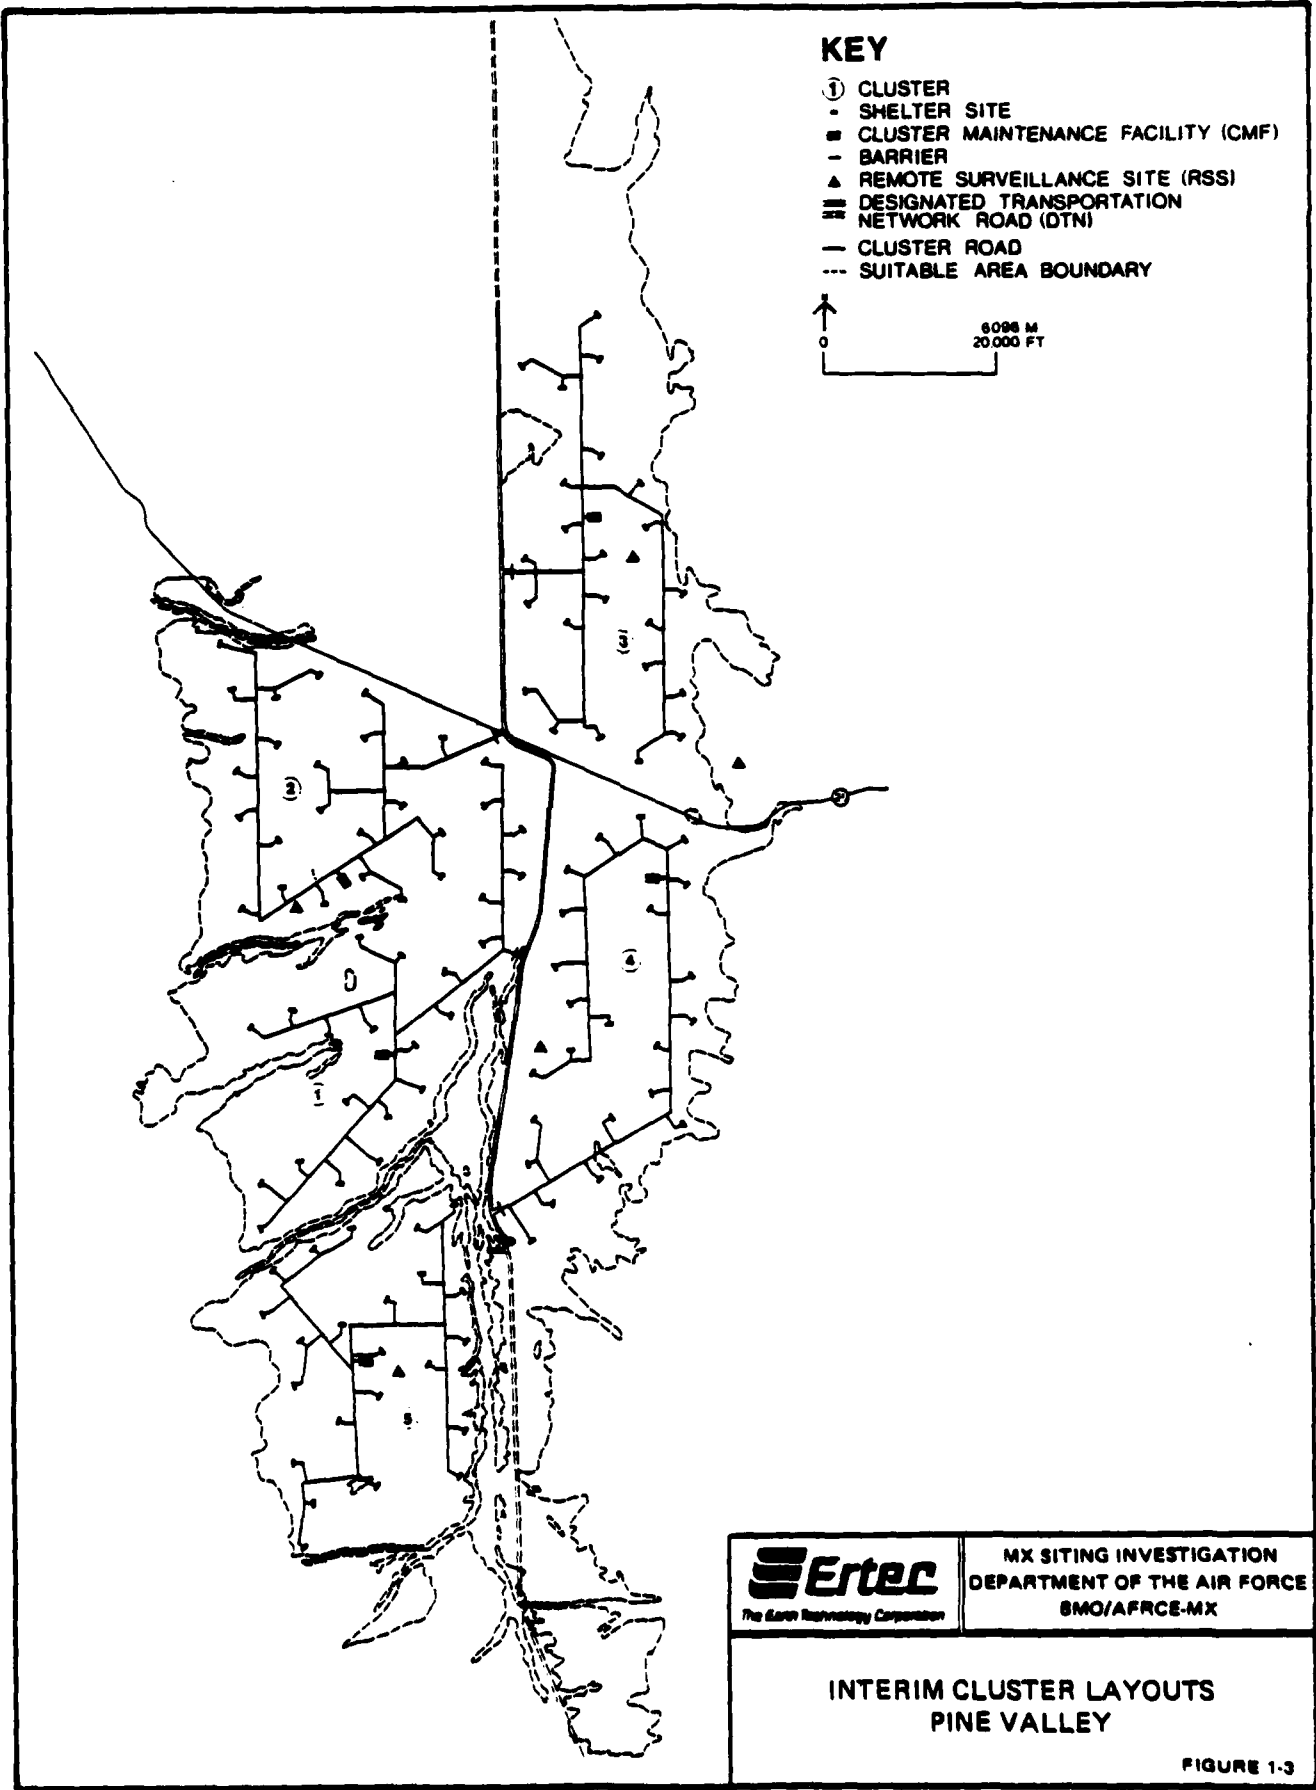 KEY
1 CLUSTER
SHELTER SITE
CLUSTER MAINTENANCE FACILITY (CMF)
BARRIER
REMOTE SURVEILLANCE SITE (RSS)
DESIGNATED TRANSPORTATION
NETWORK ROAD (DTN)
CLUSTER ROAD
SUITABLE AREA BOUNDARY
N
0
6096 M
20,000 FT
3
2
21
4
1
5
Ertec
The Earth Technology Corporation
MX SITING INVESTIGATION
DEPARTMENT OF THE AIR FORCE
BMO/AFRCE-MX
INTERIM CLUSTER LAYOUTS
PINE VALLEY
FIGURE 1-3